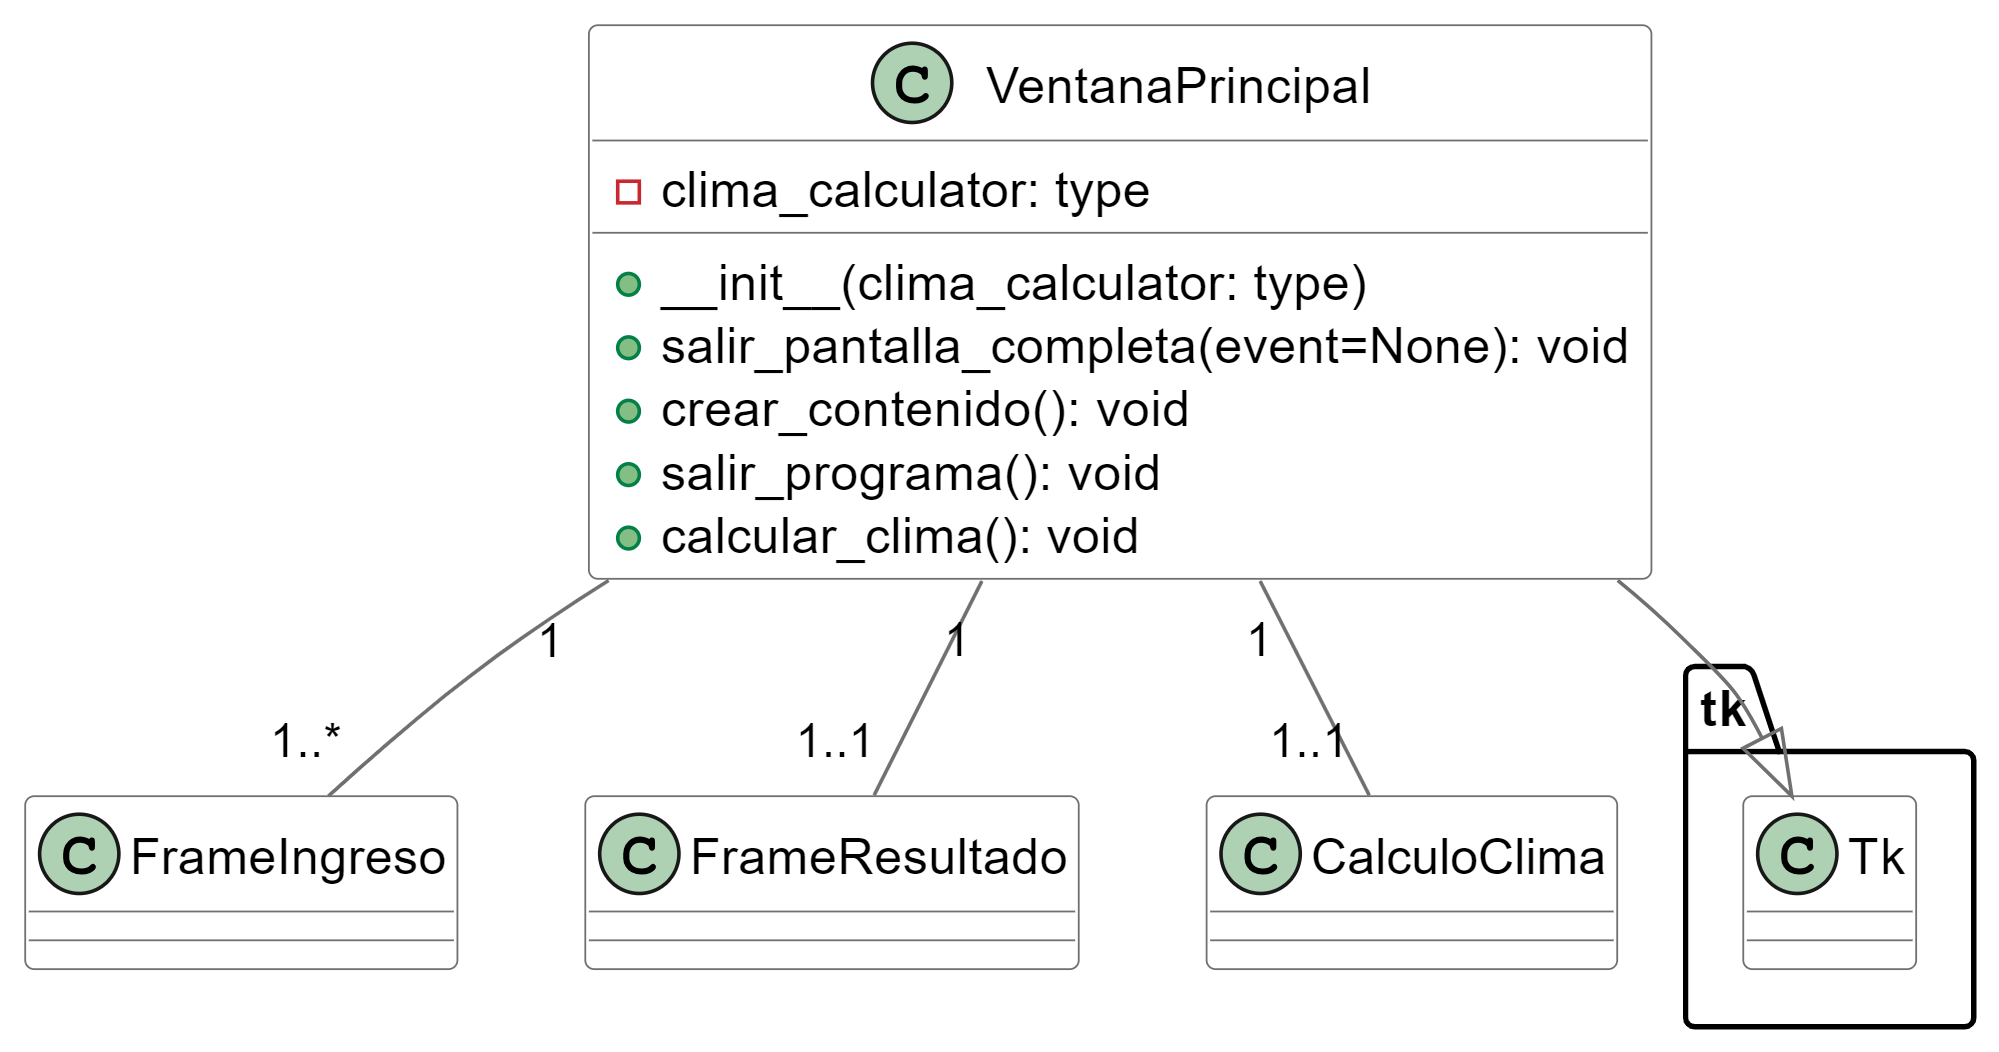 C VentanaPrincipal
clima_calculator: type
__init__(clima_calculator: type)
salir_pantalla_completa(event=None): void
crear_contenido(): void
salir_programa(): void
calcular_clima(): void
1
1
1
1..*
1..1
1..1
tk
C FrameIngreso
C FrameResultado
C CalculoClima
C Tk